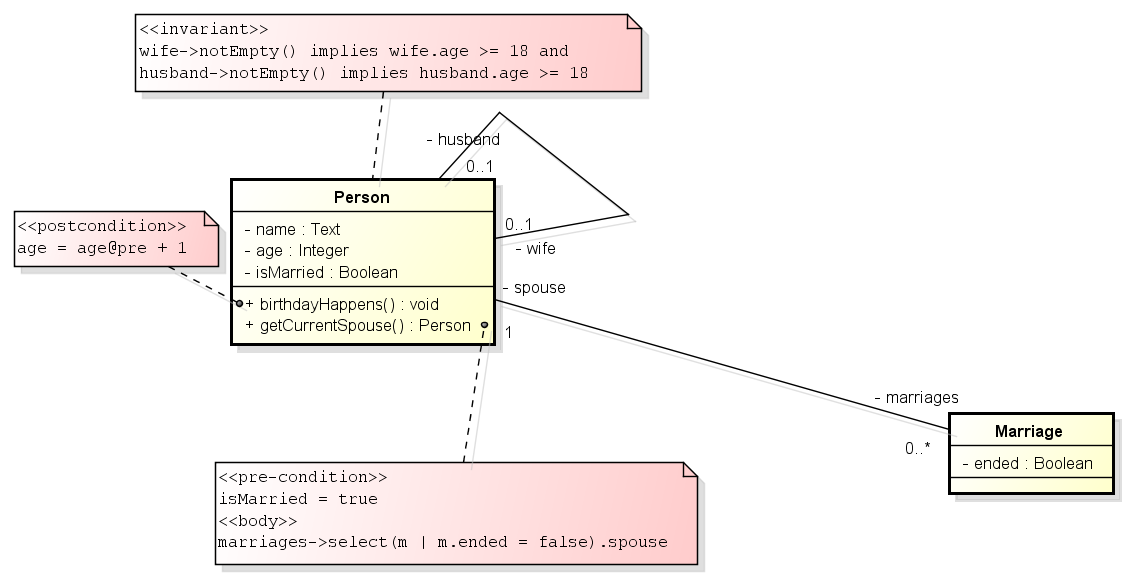 <<invariant>>
wife->notEmpty() implies wife.age >= 18 and
husband->notEmpty() implies husband.age >= 18
- husband
0..1
Person
<<postcondition>>
age = age@pre + 1
- name : Text
- age : Integer
- isMarried : Boolean
+ birthdayHappens() : void
+ getCurrentSpouse() : Person
0..1
- wife
- spouse
1
- marriages
0..*
Marriage
- ended : Boolean
<<pre-condition>>
isMarried = true
<<body>>
marriages->select(m | m.ended = false).spouse